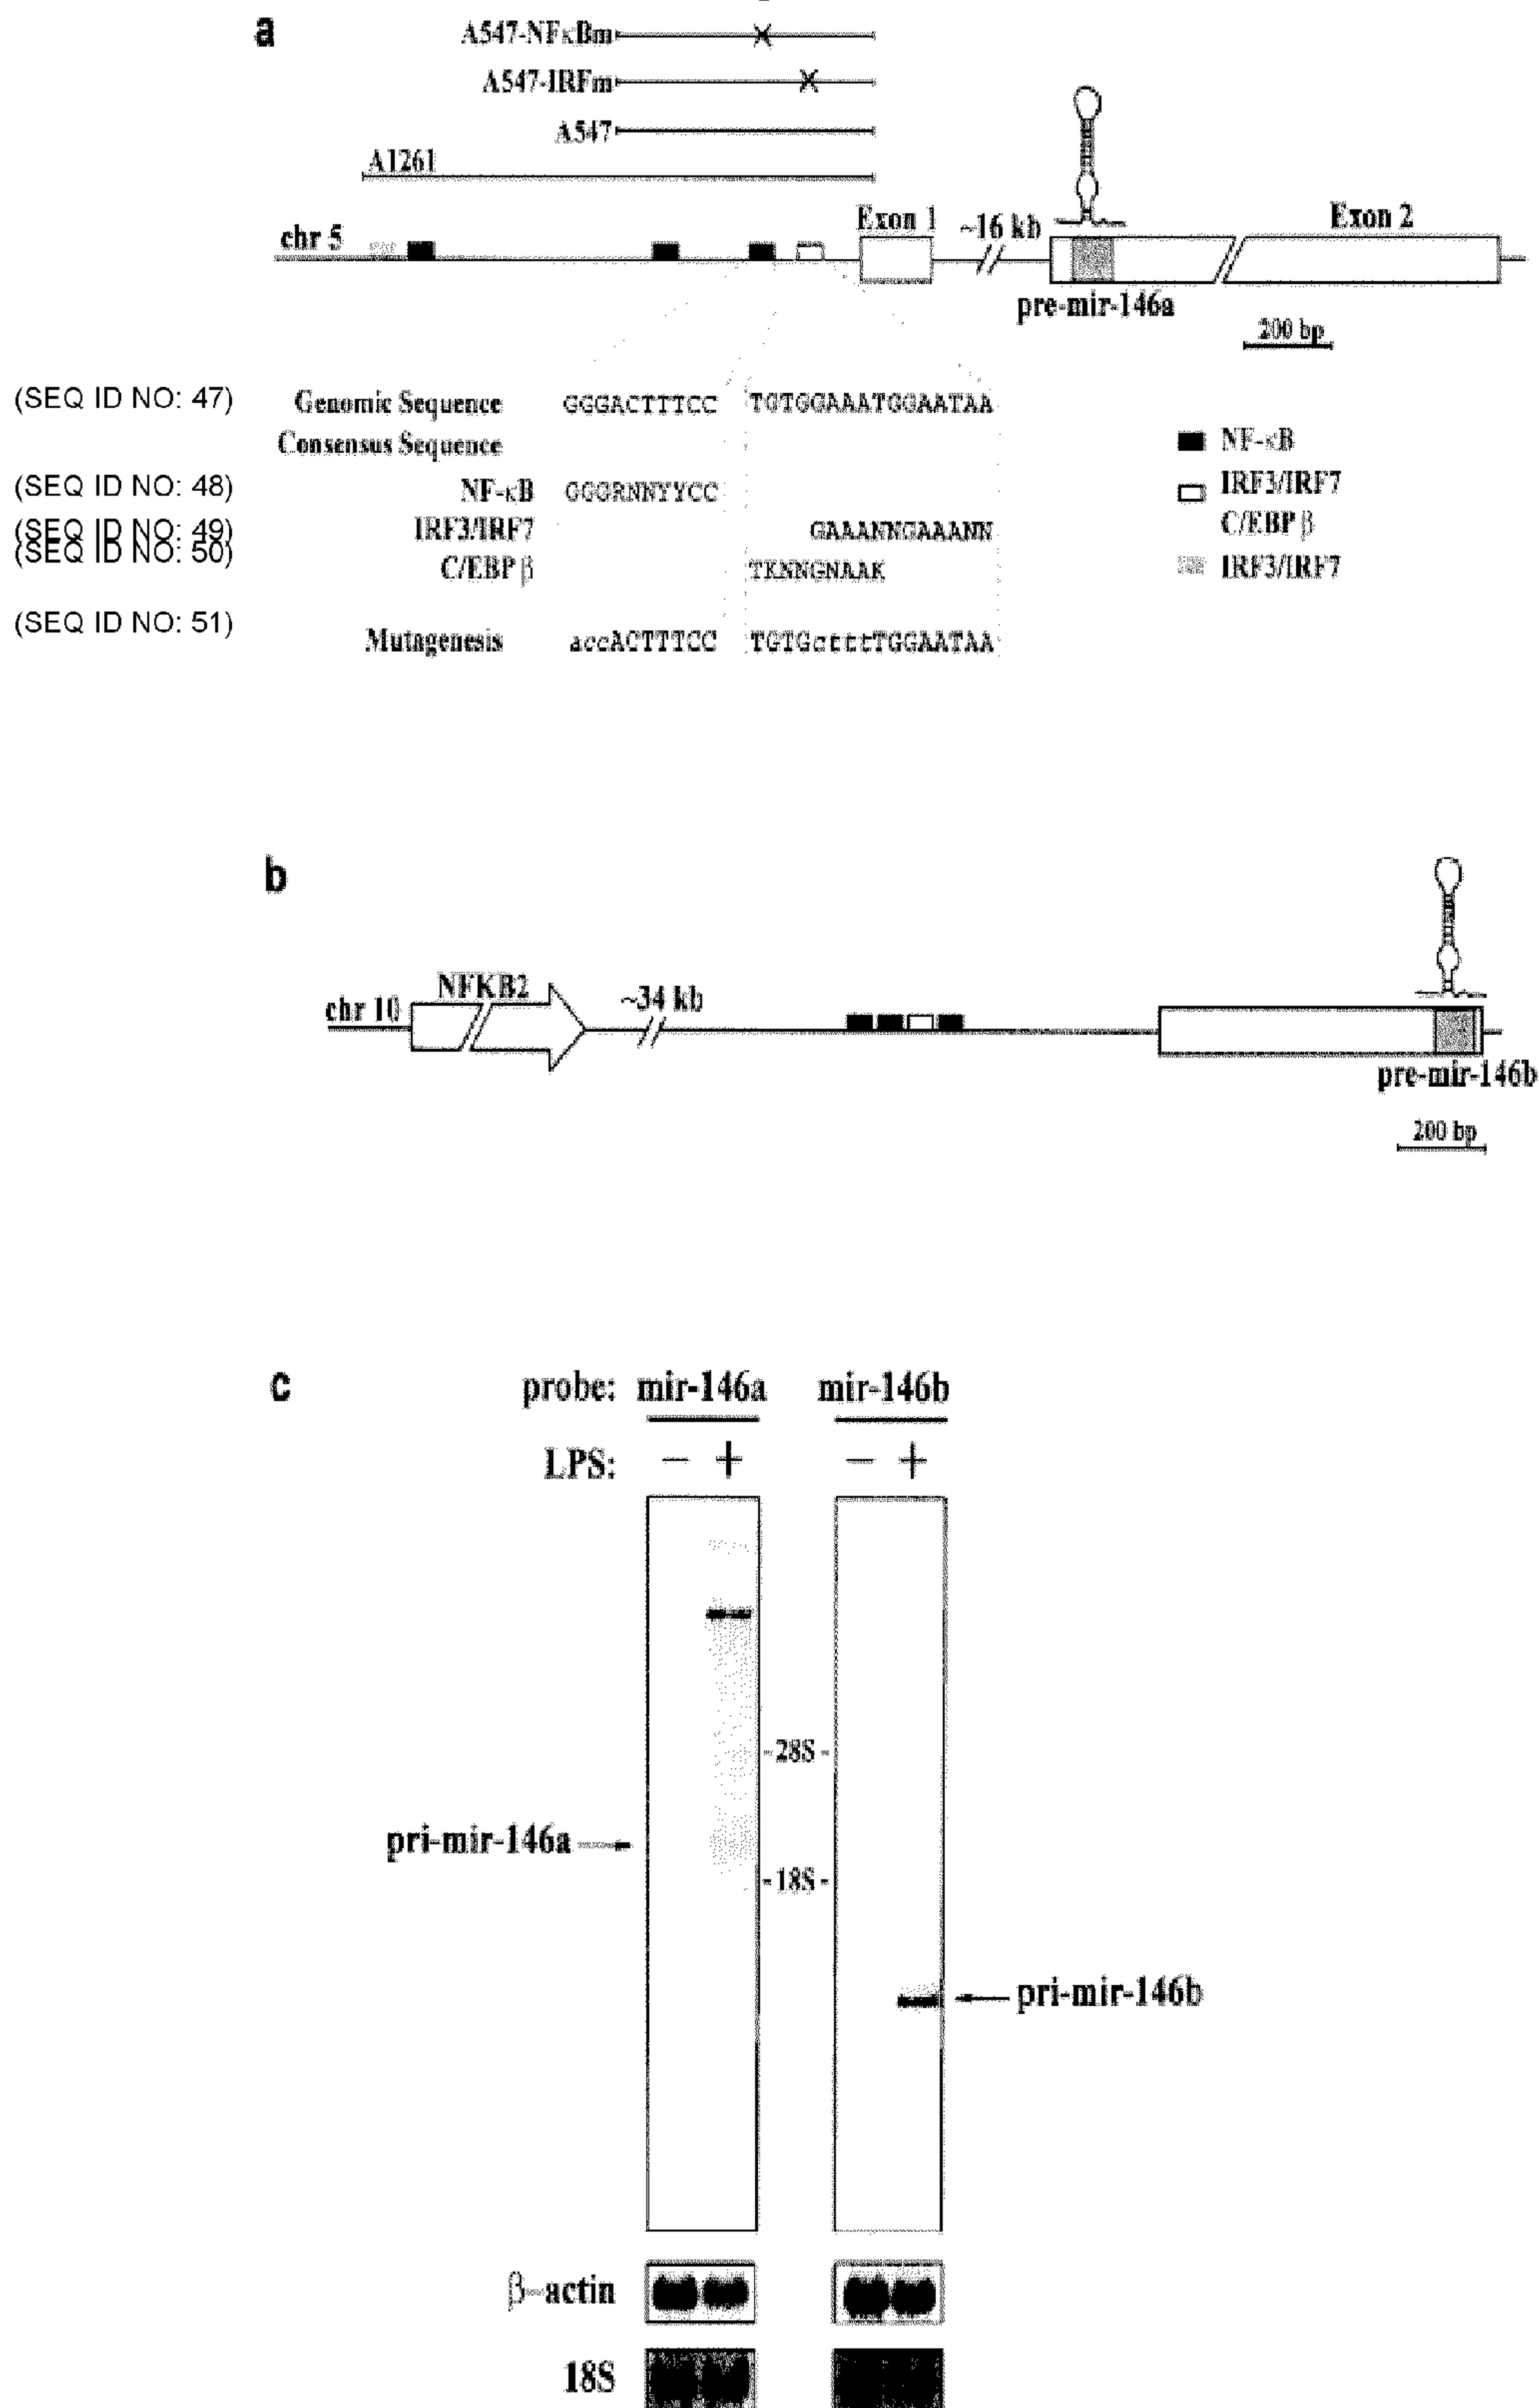 a
A547-NFκBm
A547-IRFm
A547
A1261
chr 5
Exon 1
~16 kb
Exon 2
pre-mir-146a
200 bp
(SEQ ID NO: 47) Genomic Sequence GGGACTTTCC TGTGGAAATGGAATAA
Consensus Sequence
(SEQ ID NO: 48) NF-κB GGGRNNYYCC
(SEQ ID NO: 49) IRF3/IRF7 GAAANNGAAANN
(SEQ ID NO: 50) C/EBP β TKNNGNAAK
(SEQ ID NO: 51) Mutagenesis accACTTTCC TGTGctttTGGAATAA
NF-κB
IRF3/IRF7
C/EBP β
IRF3/IRF7
b
chr 10
NFKB2
~34 kb
pre-mir-146b
200 bp
c
probe: mir-146a mir-146b
LPS: − + − +
-28S-
pri-mir-146a
-18S-
pri-mir-146b
β-actin
18S